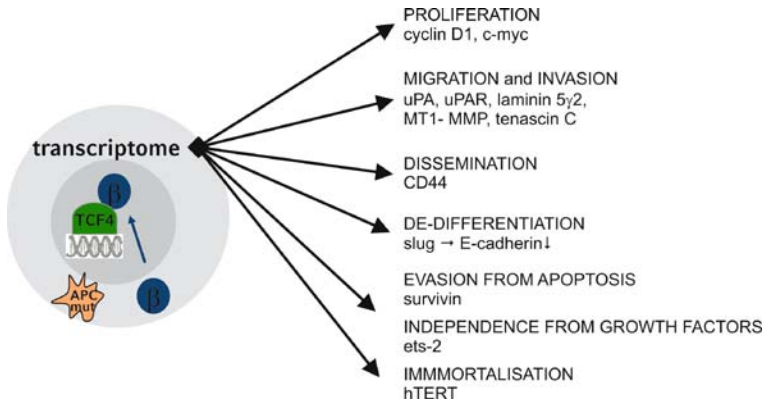 PROLIFERATION
cyclin D1, c-myc
MIGRATION and INVASION
uPA, uPAR, laminin 5γ2,
MT1- MMP, tenascin C
transcriptome
DISSEMINATION
CD44
β
TCF4
DE-DIFFERENTIATION
slug → E-cadherin↓
APC
mut
β
EVASION FROM APOPTOSIS
survivin
INDEPENDENCE FROM GROWTH FACTORS
ets-2
IMMMORTALISATION
hTERT